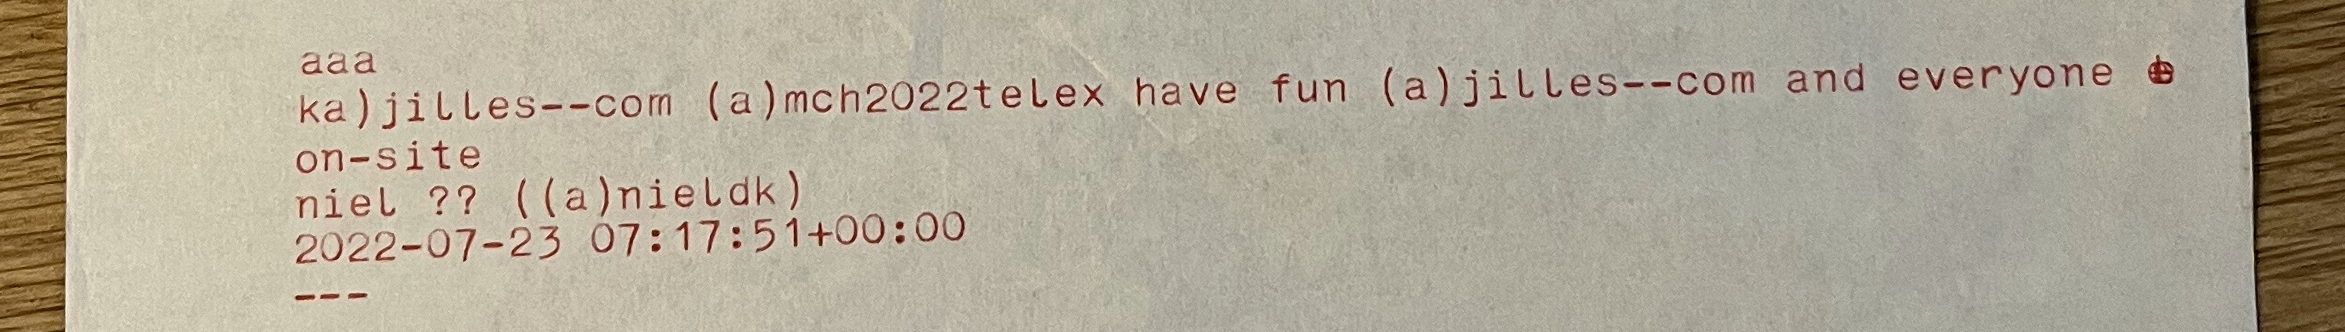 aaa
ka)jilles--com (a)mch2022telex have fun (a)jilles--com and everyone
on-site
niel ?? ((a)nieldk)
2022-07-23 07:17:51+00:00
---